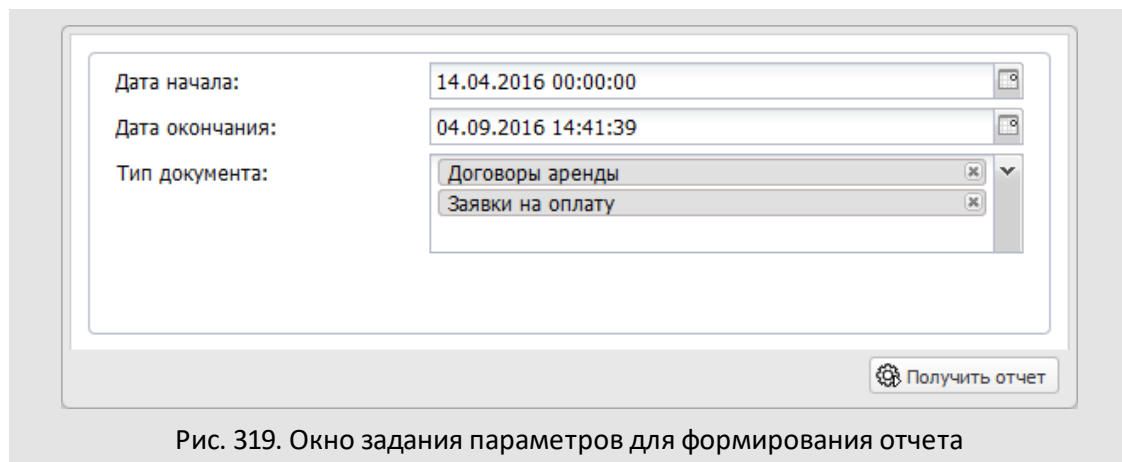 Дата начала: 14.04.2016 00:00:00
Дата окончания: 04.09.2016 14:41:39
Тип документа: Договоры аренды
Заявки на оплату
Получить отчет
Рис. 319. Окно задания параметров для формирования отчета